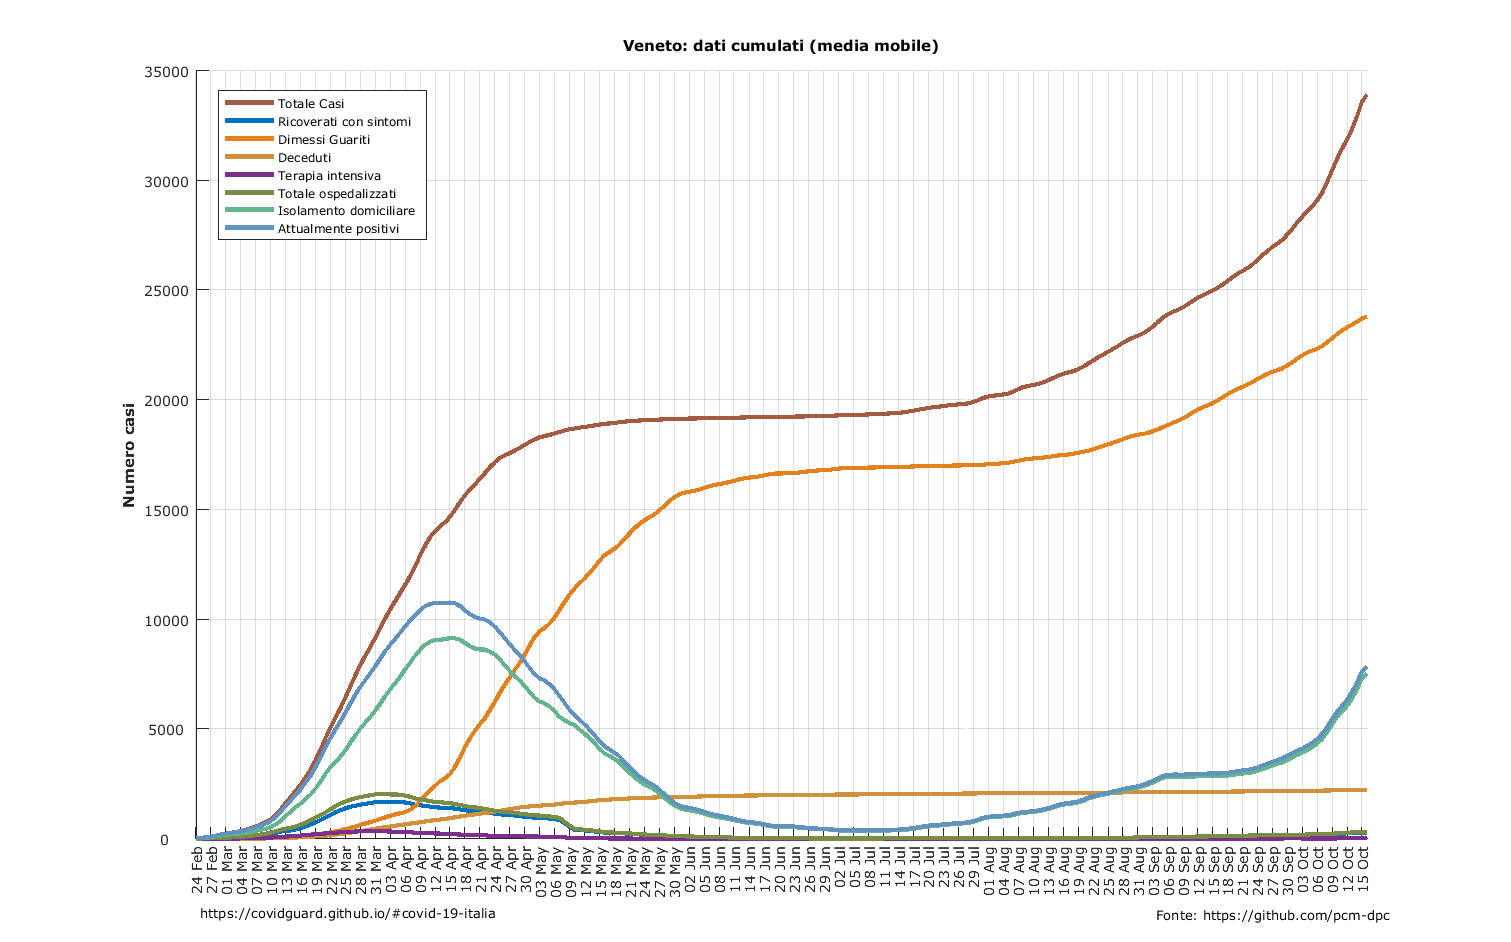 Veneto: dati cumulati (media mobile)
35000
30000
25000
20000
15000
10000
5000
0
Numero casi
Totale Casi
Ricoverati con sintomi
Dimessi Guariti
Deceduti
Terapia intensiva
Totale ospedalizzati
Isolamento domiciliare
Attualmente positivi
24 Feb
27 Feb
01 Mar
04 Mar
07 Mar
10 Mar
13 Mar
16 Mar
19 Mar
22 Mar
25 Mar
28 Mar
31 Mar
03 Apr
06 Apr
09 Apr
12 Apr
15 Apr
18 Apr
21 Apr
24 Apr
27 Apr
30 Apr
03 May
06 May
09 May
12 May
15 May
18 May
21 May
24 May
27 May
30 May
02 Jun
05 Jun
08 Jun
11 Jun
14 Jun
17 Jun
20 Jun
23 Jun
26 Jun
29 Jun
02 Jul
05 Jul
08 Jul
11 Jul
14 Jul
17 Jul
20 Jul
23 Jul
26 Jul
29 Jul
01 Aug
04 Aug
07 Aug
10 Aug
13 Aug
16 Aug
19 Aug
22 Aug
25 Aug
28 Aug
31 Aug
03 Sep
06 Sep
09 Sep
12 Sep
15 Sep
18 Sep
21 Sep
24 Sep
27 Sep
30 Sep
03 Oct
06 Oct
09 Oct
12 Oct
15 Oct
https://covidguard.github.io/#covid-19-italia
Fonte: https://github.com/pcm-dpc